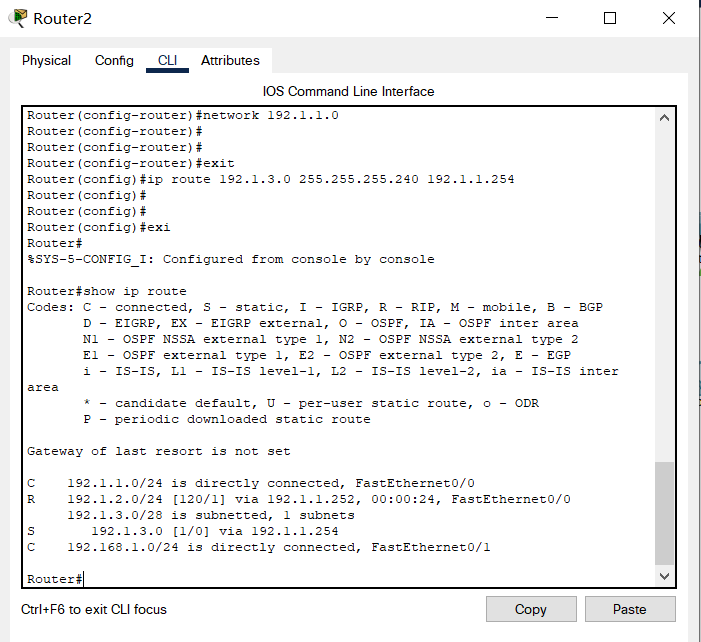 Router2
Physical Config CLI Attributes
IOS Command Line Interface
Router(config-router)#network 192.1.1.0
Router(config-router)#
Router(config-router)#
Router(config-router)#exit
Router(config)#ip route 192.1.3.0 255.255.255.240 192.1.1.254
Router(config)#
Router(config)#
Router(config)#exi
Router#
%SYS-5-CONFIG_I: Configured from console by console
Router#show ip route
Codes: C - connected, S - static, I - IGRP, R - RIP, M - mobile, B - BGP
D - EIGRP, EX - EIGRP external, O - OSPF, IA - OSPF inter area
N1 - OSPF NSSA external type 1, N2 - OSPF NSSA external type 2
E1 - OSPF external type 1, E2 - OSPF external type 2, E - EGP
i - IS-IS, L1 - IS-IS level-1, L2 - IS-IS level-2, ia - IS-IS inter
area
* - candidate default, U - per-user static route, o - ODR
P - periodic downloaded static route
Gateway of last resort is not set
C 192.1.1.0/24 is directly connected, FastEthernet0/0
R 192.1.2.0/24 [120/1] via 192.1.1.252, 00:00:24, FastEthernet0/0
192.1.3.0/28 is subnetted, 1 subnets
S 192.1.3.0 [1/0] via 192.1.1.254
C 192.168.1.0/24 is directly connected, FastEthernet0/1
Router#
Ctrl+F6 to exit CLI focus
Copy Paste